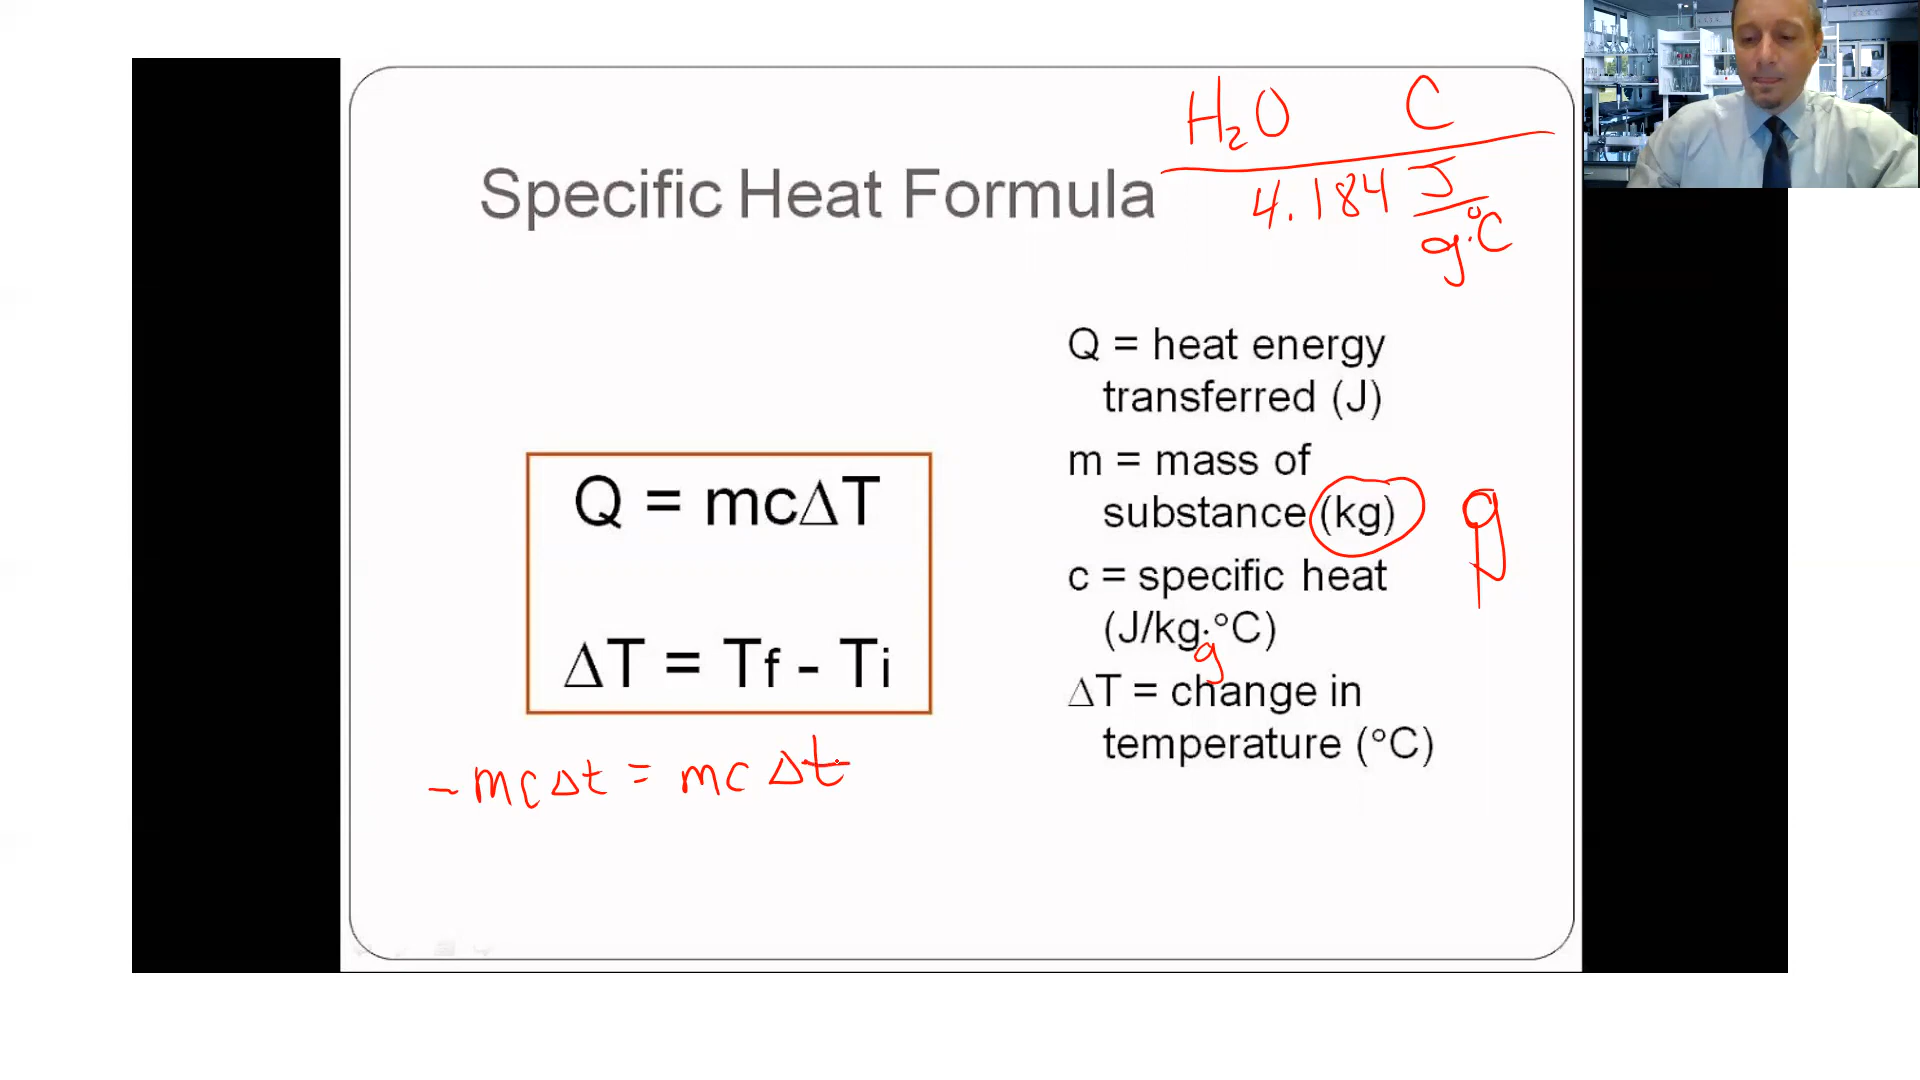 H₂O C
4.184 J
g·°C
Specific Heat Formula
Q = heat energy
transferred (J)
m = mass of
substance (kg) g
c = specific heat
(J/kg·°C)
g
ΔT = change in
temperature (°C)
Q = mcΔT
ΔT = Tf - Ti
- mcΔt = mcΔt